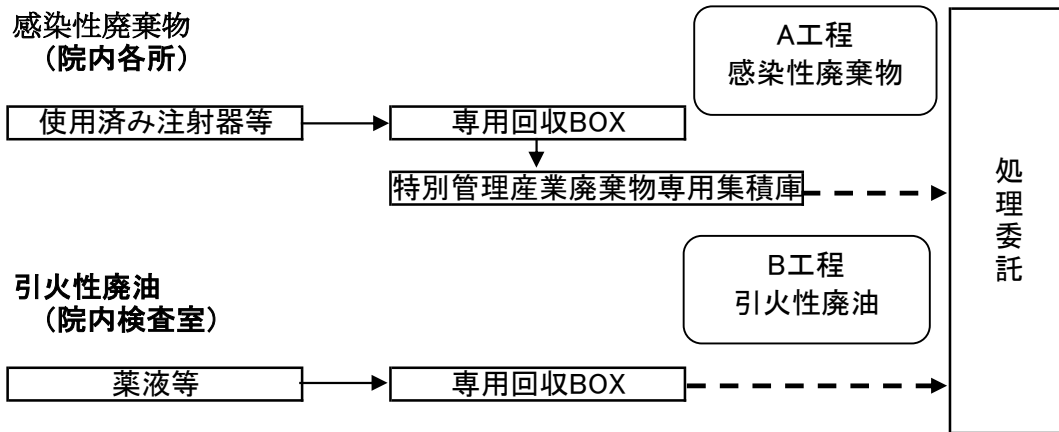 感染性廃棄物
（院内各所）
A工程
感染性廃棄物
使用済み注射器等
専用回収BOX
特別管理産業廃棄物専用集積庫
処理委託
引火性廃油
（院内検査室）
B工程
引火性廃油
薬液等
専用回収BOX